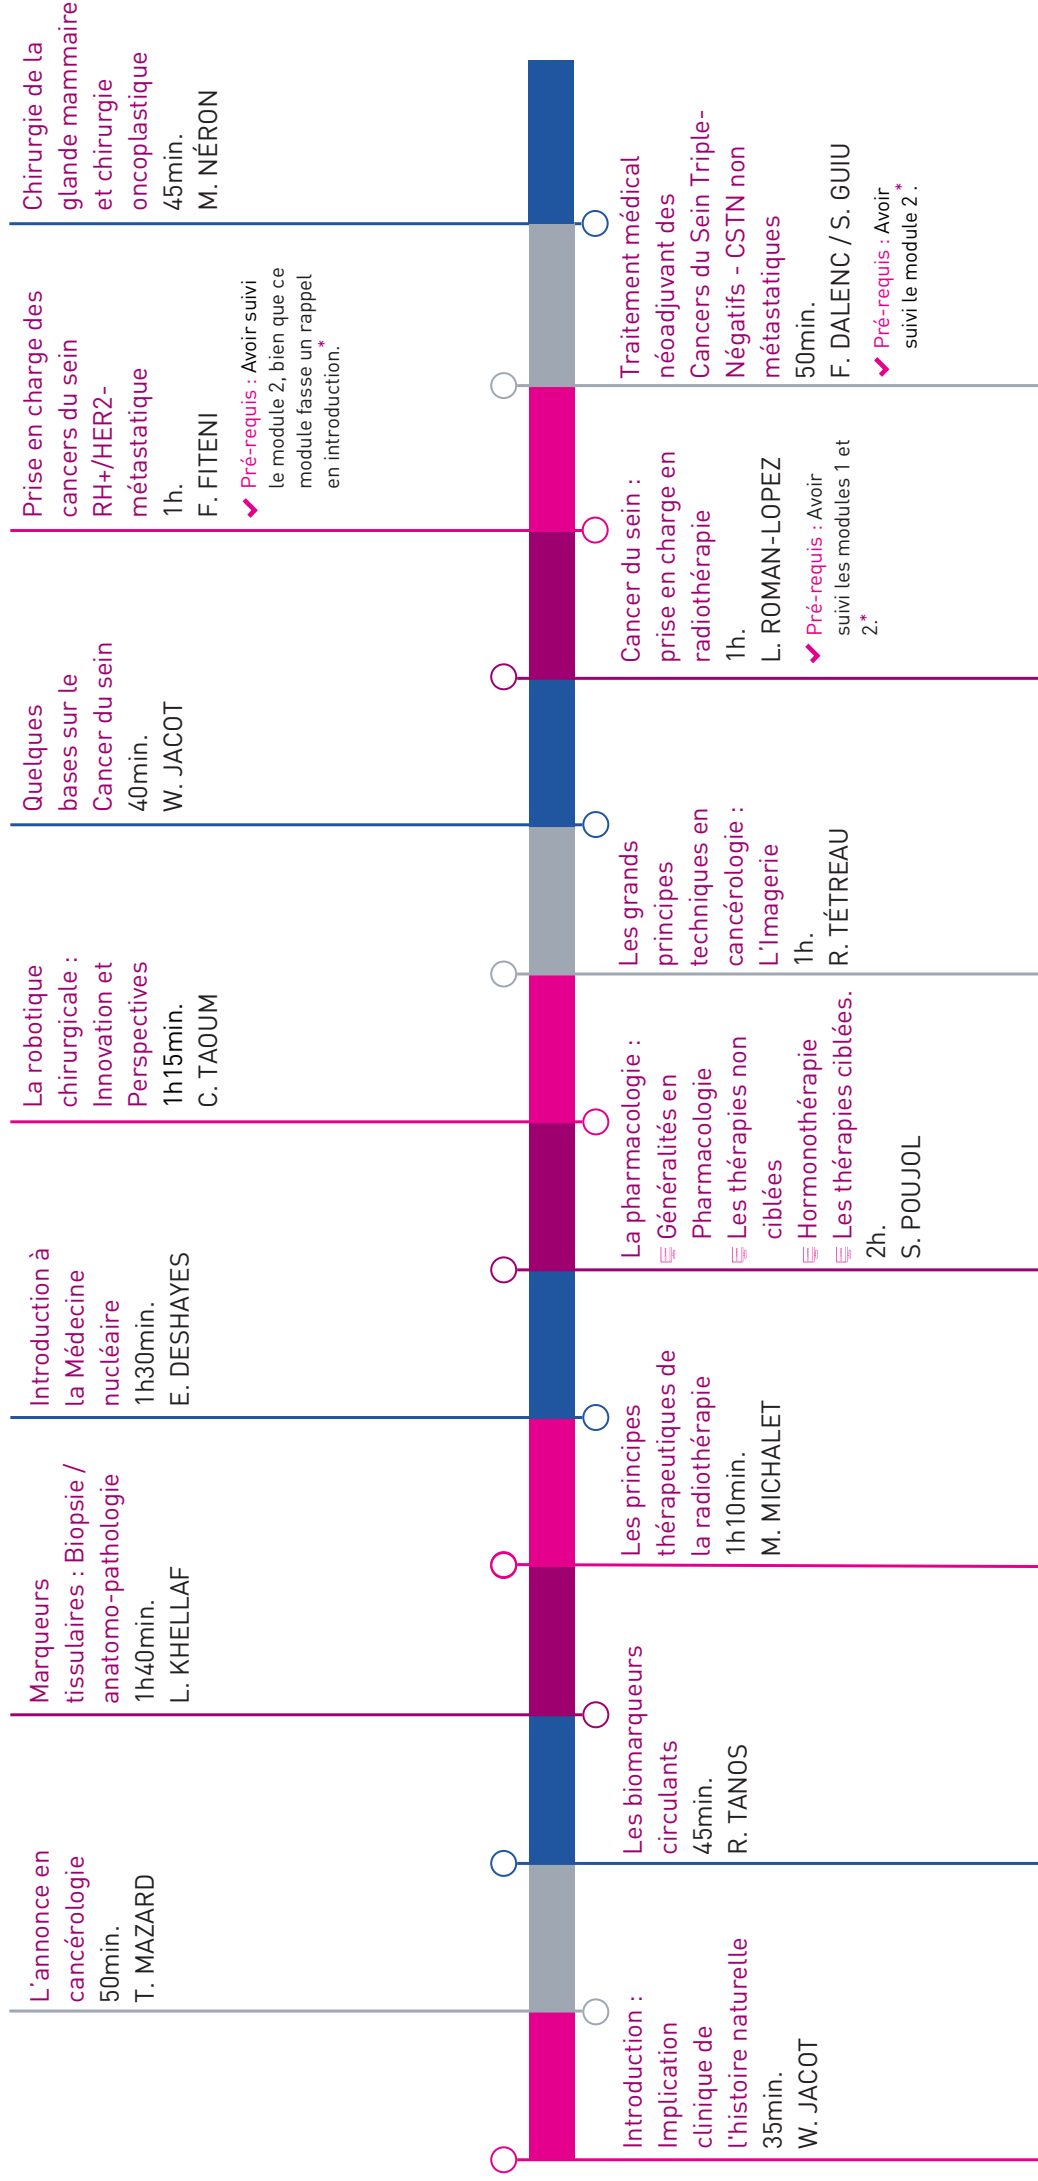 Introduction :
Implication
clinique de
l'histoire naturelle
35min.
W. JACOT
L'annonce en
cancérologie
50min.
T. MAZARD
Les biomarqueurs
circulants
45min.
R. TANOS
Marqueurs
tissulaires : Biopsie /
anatomo-pathologie
1h40min.
L. KHELLAF
Les principes
thérapeutiques de
la radiothérapie
1h10min.
M. MICHALET
Introduction à
la Médecine
nucléaire
1h30min.
E. DESHAYES
La pharmacologie :
Généralités en
Pharmacologie
Les thérapies non
ciblées
Hormonothérapie
Les thérapies ciblées.
2h.
S. POUJOL
La robotique
chirurgicale :
Innovation et
Perspectives
1h15min.
C. TAOUM
Les grands
principes
techniques en
cancérologie :
L'Imagerie
1h.
R. TÉTREAU
Quelques
bases sur le
Cancer du sein
40min.
W. JACOT
Cancer du sein :
prise en charge en
radiothérapie
1h.
L. ROMAN-LOPEZ
Pré-requis : Avoir
suivi les modules 1 et
2.*
Prise en charge des
cancers du sein
RH+/HER2-
métastatique
1h.
F. FITENI
Pré-requis : Avoir suivi
le module 2, bien que ce
module fasse un rappel
en introduction.*
Traitement médical
néoadjuvant des
Cancers du Sein Triple-
Négatifs - CSTN non
métastatiques
50min.
F. DALENC / S. GUIU
Pré-requis : Avoir
suivi le module 2 .*
Chirurgie de la
glande mammaire
et chirurgie
oncoplastique
45min.
M. NÉRON